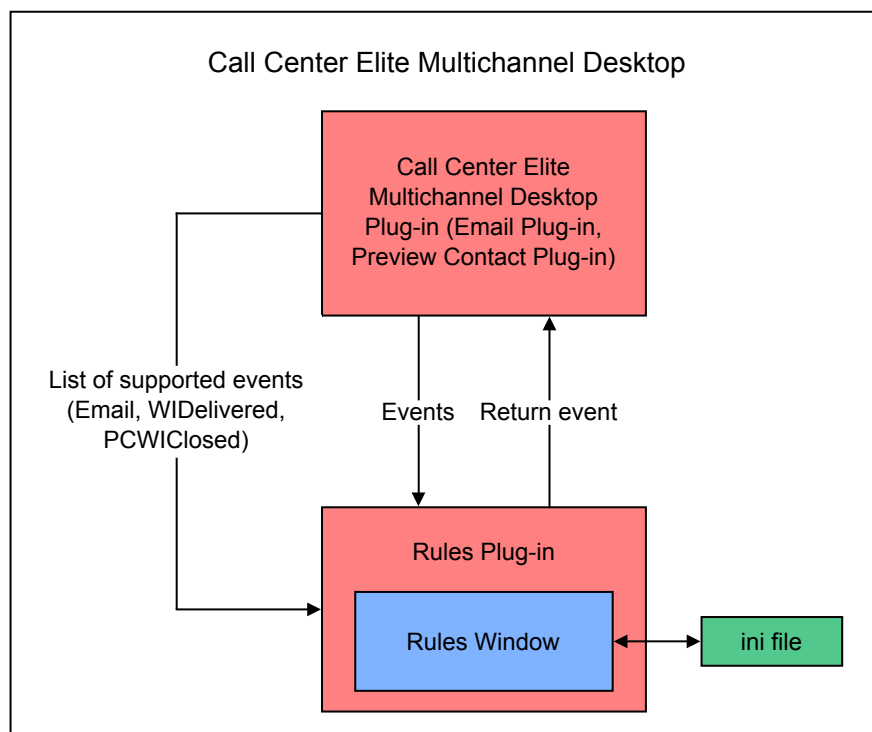 Call Center Elite Multichannel Desktop
Call Center Elite
Multichannel Desktop
Plug-in (Email Plug-in,
Preview Contact Plug-in)
List of supported events
(Email, WIDelivered,
PCWIClosed)
Events
Return event
Rules Plug-in
Rules Window
ini file